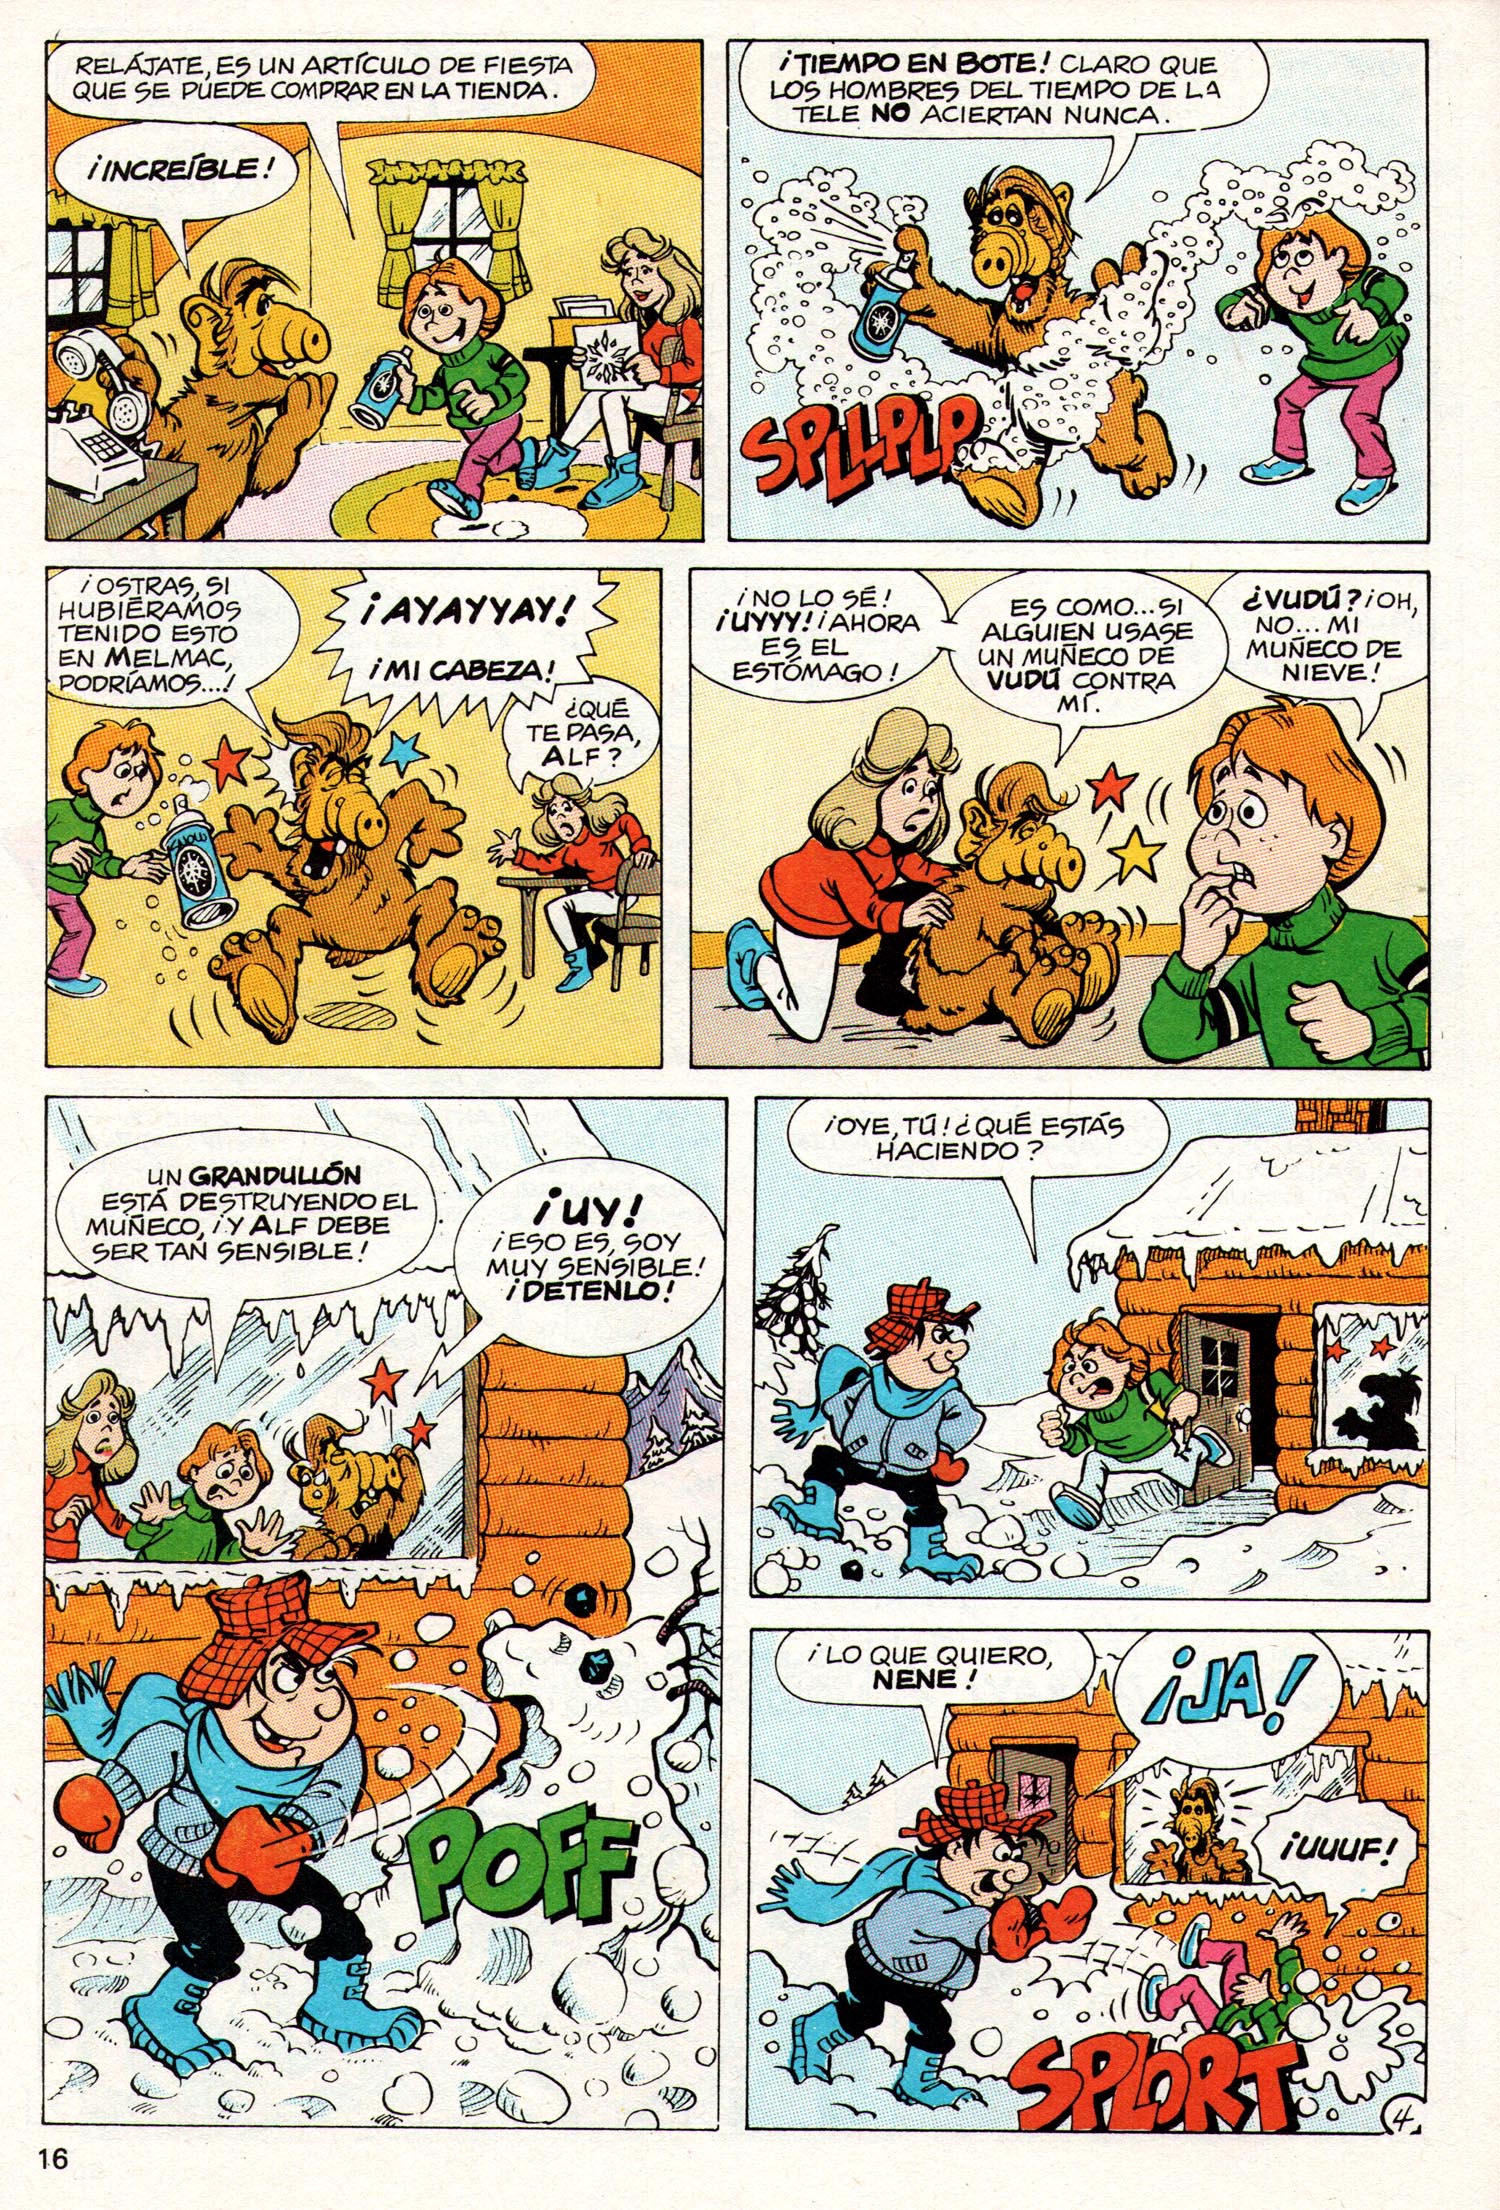 RELÁJATE, ES UN ARTÍCULO DE FIESTA
QUE SE PUEDE COMPRAR EN LA TIENDA.
¡INCREÍBLE!
¡TIEMPO EN BOTE! CLARO QUE
LOS HOMBRES DEL TIEMPO DE LA
TELE NO ACIERTAN NUNCA.
SPLLPLP
¡OSTRAS, SI
HUBIÉRAMOS
TENIDO ESTO
EN MELMAC,
PODRÍAMOS...!
¡AYAYYAY!
¡MI CABEZA!
¿QUÉ
TE PASA,
ALF?
SNOW
¡NO LO SÉ!
¡UYYY! ¡AHORA
ES EL
ESTÓMAGO!
ES COMO... SI
ALGUIEN USASE
UN MUÑECO DE
VUDÚ CONTRA
MÍ.
¿VUDÚ? ¡OH,
NO... MI
MUÑECO DE
NIEVE!
UN GRANDULLÓN
ESTÁ DESTRUYENDO EL
MUÑECO, ¡Y ALF DEBE
SER TAN SENSIBLE!
¡UY!
¡ESO ES, SOY
MUY SENSIBLE!
¡DETENLO!
POFF
¡OYE, TÚ! ¿QUÉ ESTÁS
HACIENDO?
¡LO QUE QUIERO,
NENE!
¡JA!
¡UUUF!
SPLORT
4
16